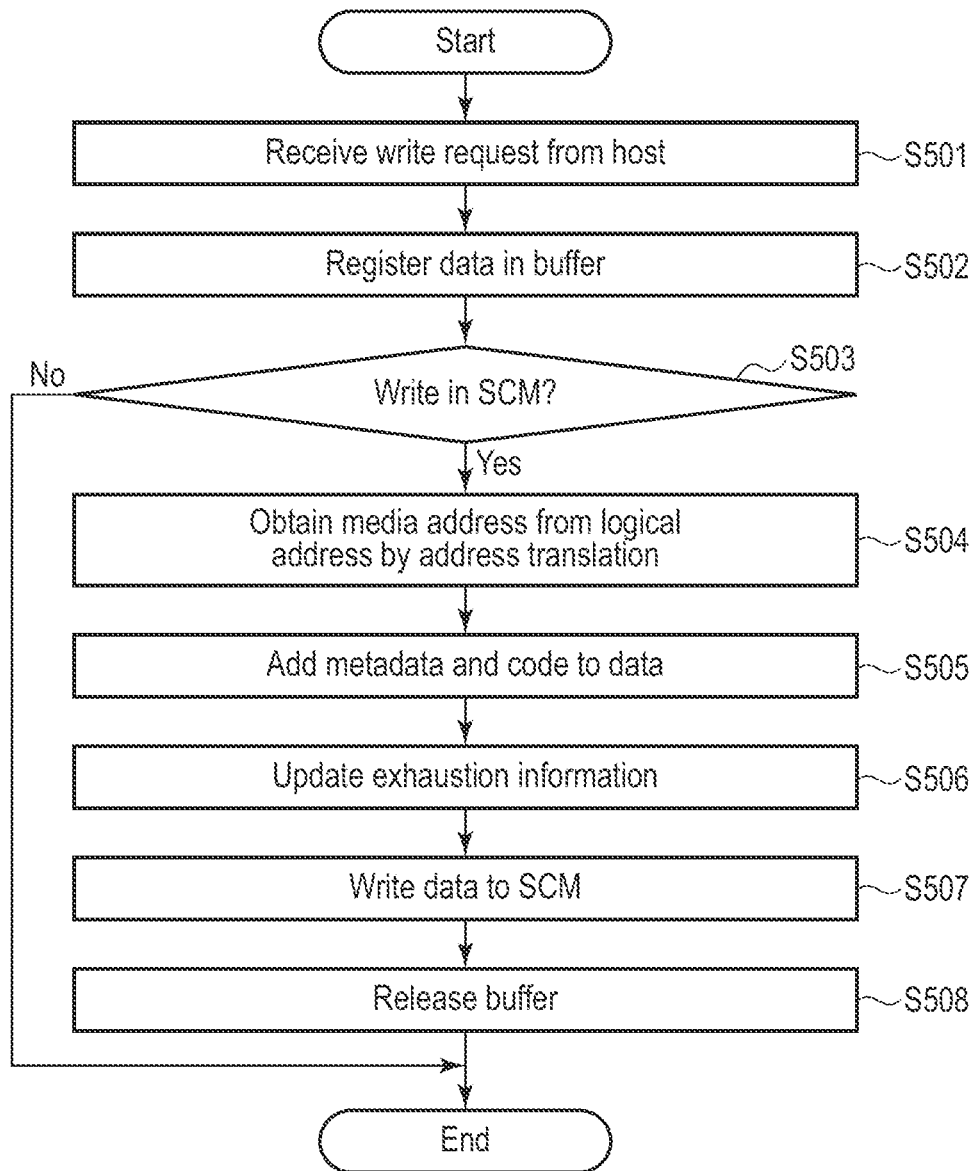 Start
Receive write request from host
S501
Register data in buffer
S502
S503
No
Write in SCM?
Yes
Obtain media address from logical
address by address translation
S504
Add metadata and code to data
S505
Update exhaustion information
S506
Write data to SCM
S507
Release buffer
S508
End